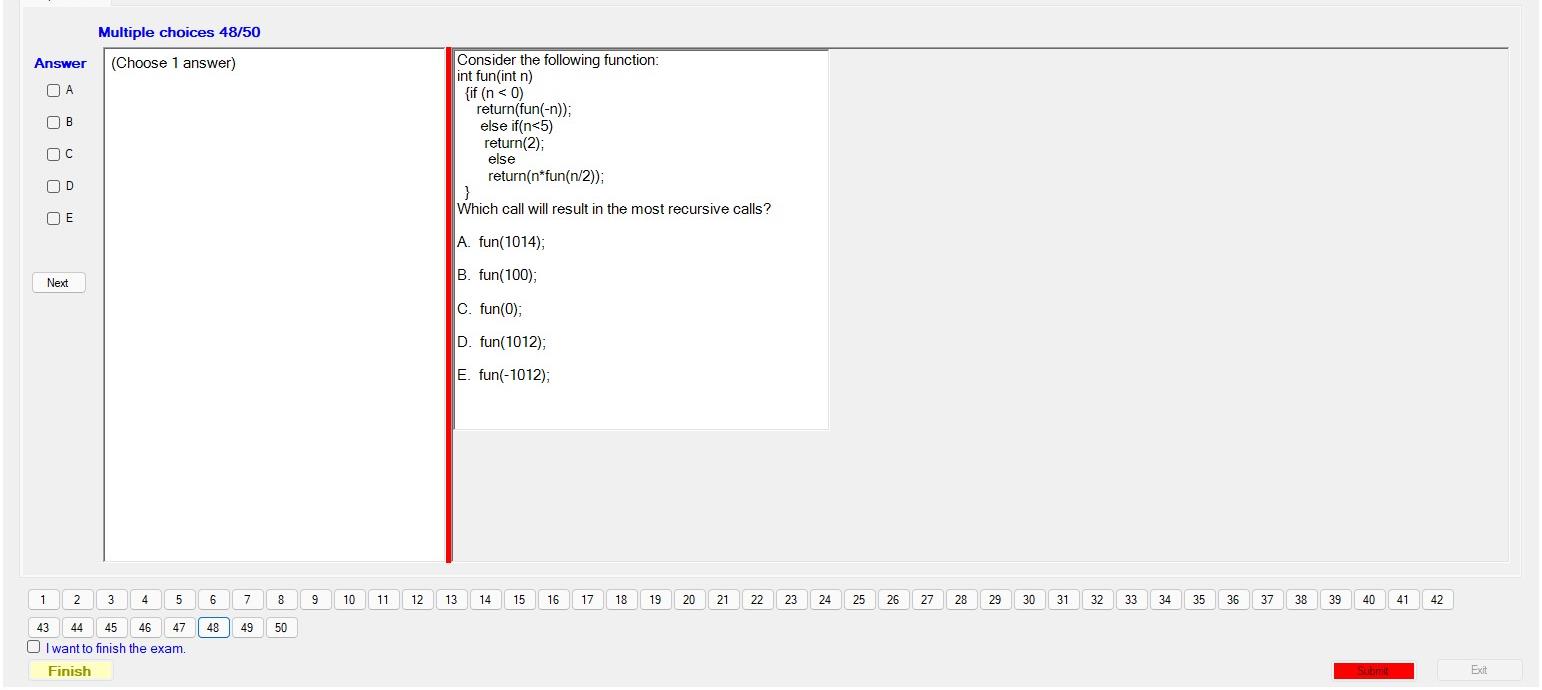 Multiple choices 48/50
Answer
(Choose 1 answer)
A
B
C
D
E
Next
Consider the following function:
int fun(int n)
{if (n < 0)
return(fun(-n));
else if(n<5)
return(2);
else
return(n*fun(n/2));
}
Which call will result in the most recursive calls?
A. fun(1014);
B. fun(100);
C. fun(0);
D. fun(1012);
E. fun(-1012);
1 2 3 4 5 6 7 8 9 10 11 12 13 14 15 16 17 18 19 20 21 22 23 24 25 26 27 28 29 30 31 32 33 34 35 36 37 38 39 40 41 42
43 44 45 46 47 48 49 50
I want to finish the exam.
Finish
Submit
Exit